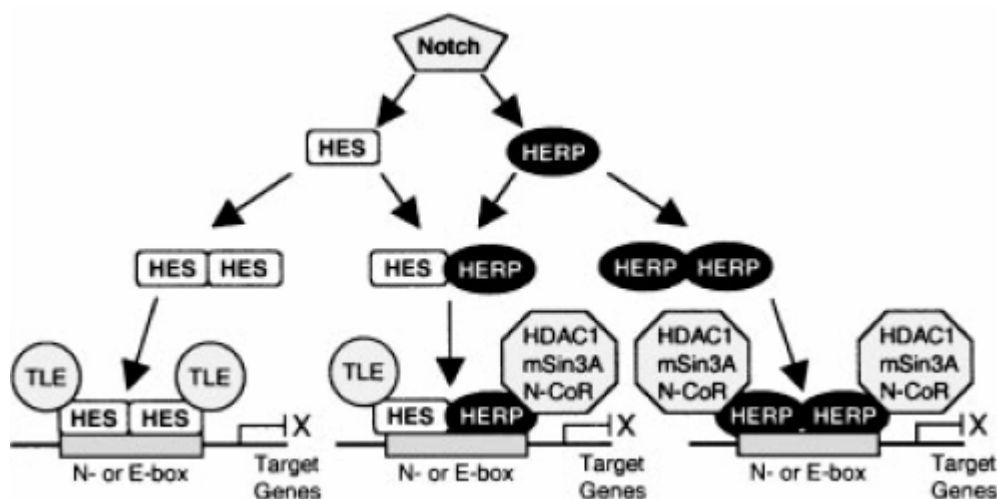 Notch
HES
HERP
HES HES
HES HERP
HERP HERP
TLE
TLE
HES HES
N- or E-box
X
Target
Genes
TLE
HDAC1
mSin3A
N-CoR
HES HERP
N- or E-box
X
Target
Genes
HDAC1
mSin3A
N-CoR
HDAC1
mSin3A
N-CoR
HERP HERP
N- or E-box
X
Target
Genes